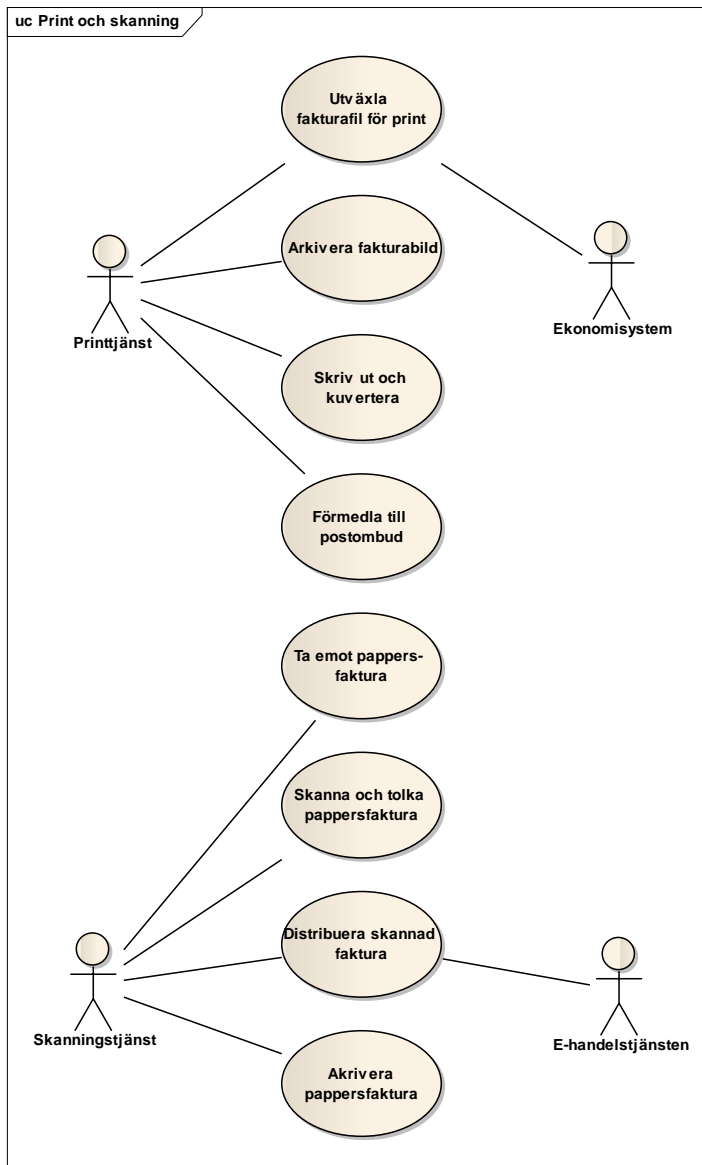 uc Print och skanning
Utväxla
fakturafil för print
Arkivera fakturabild
Printtjänst
Ekonomisystem
Skriv ut och
kuvertera
Förmedla till
postombud
Ta emot pappers-
faktura
Skanna och tolka
pappersfaktura
Distribuera skannad
faktura
Skanningstjänst
E-handelstjänsten
Akrivera
pappersfaktura